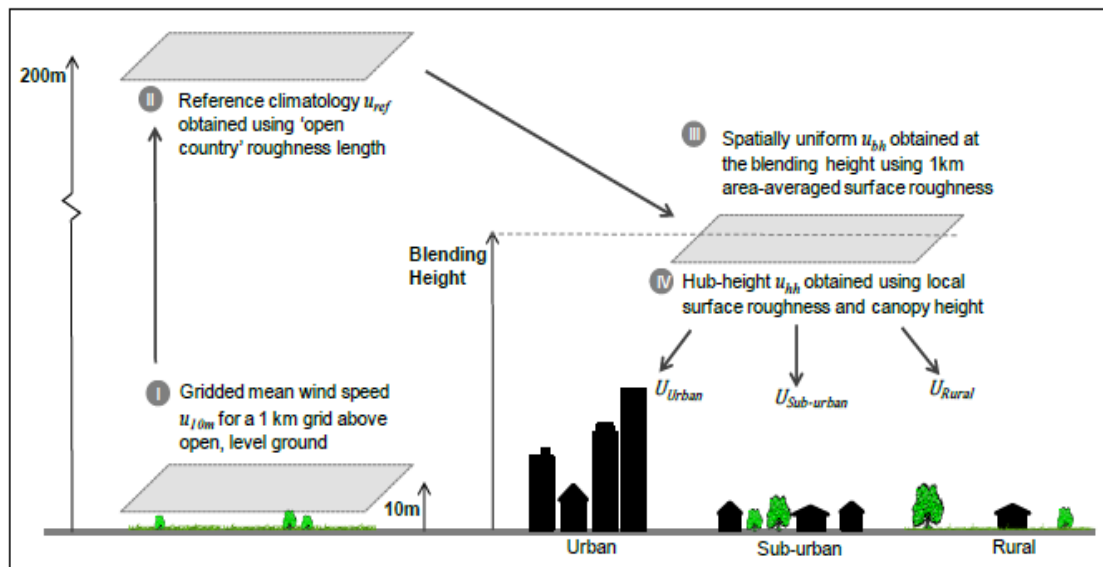 200m
II Reference climatology u_ref
obtained using ‘open
country’ roughness length
III
Spatially uniform u_bh obtained at
the blending height using 1km
area-averaged surface roughness
Blending
Height
IV Hub-height u_hh obtained using local
surface roughness and canopy height
I Gridded mean wind speed
u_10m for a 1 km grid above
open, level ground
U_Urban
U_Sub-urban
U_Rural
10m
Urban
Sub-urban
Rural